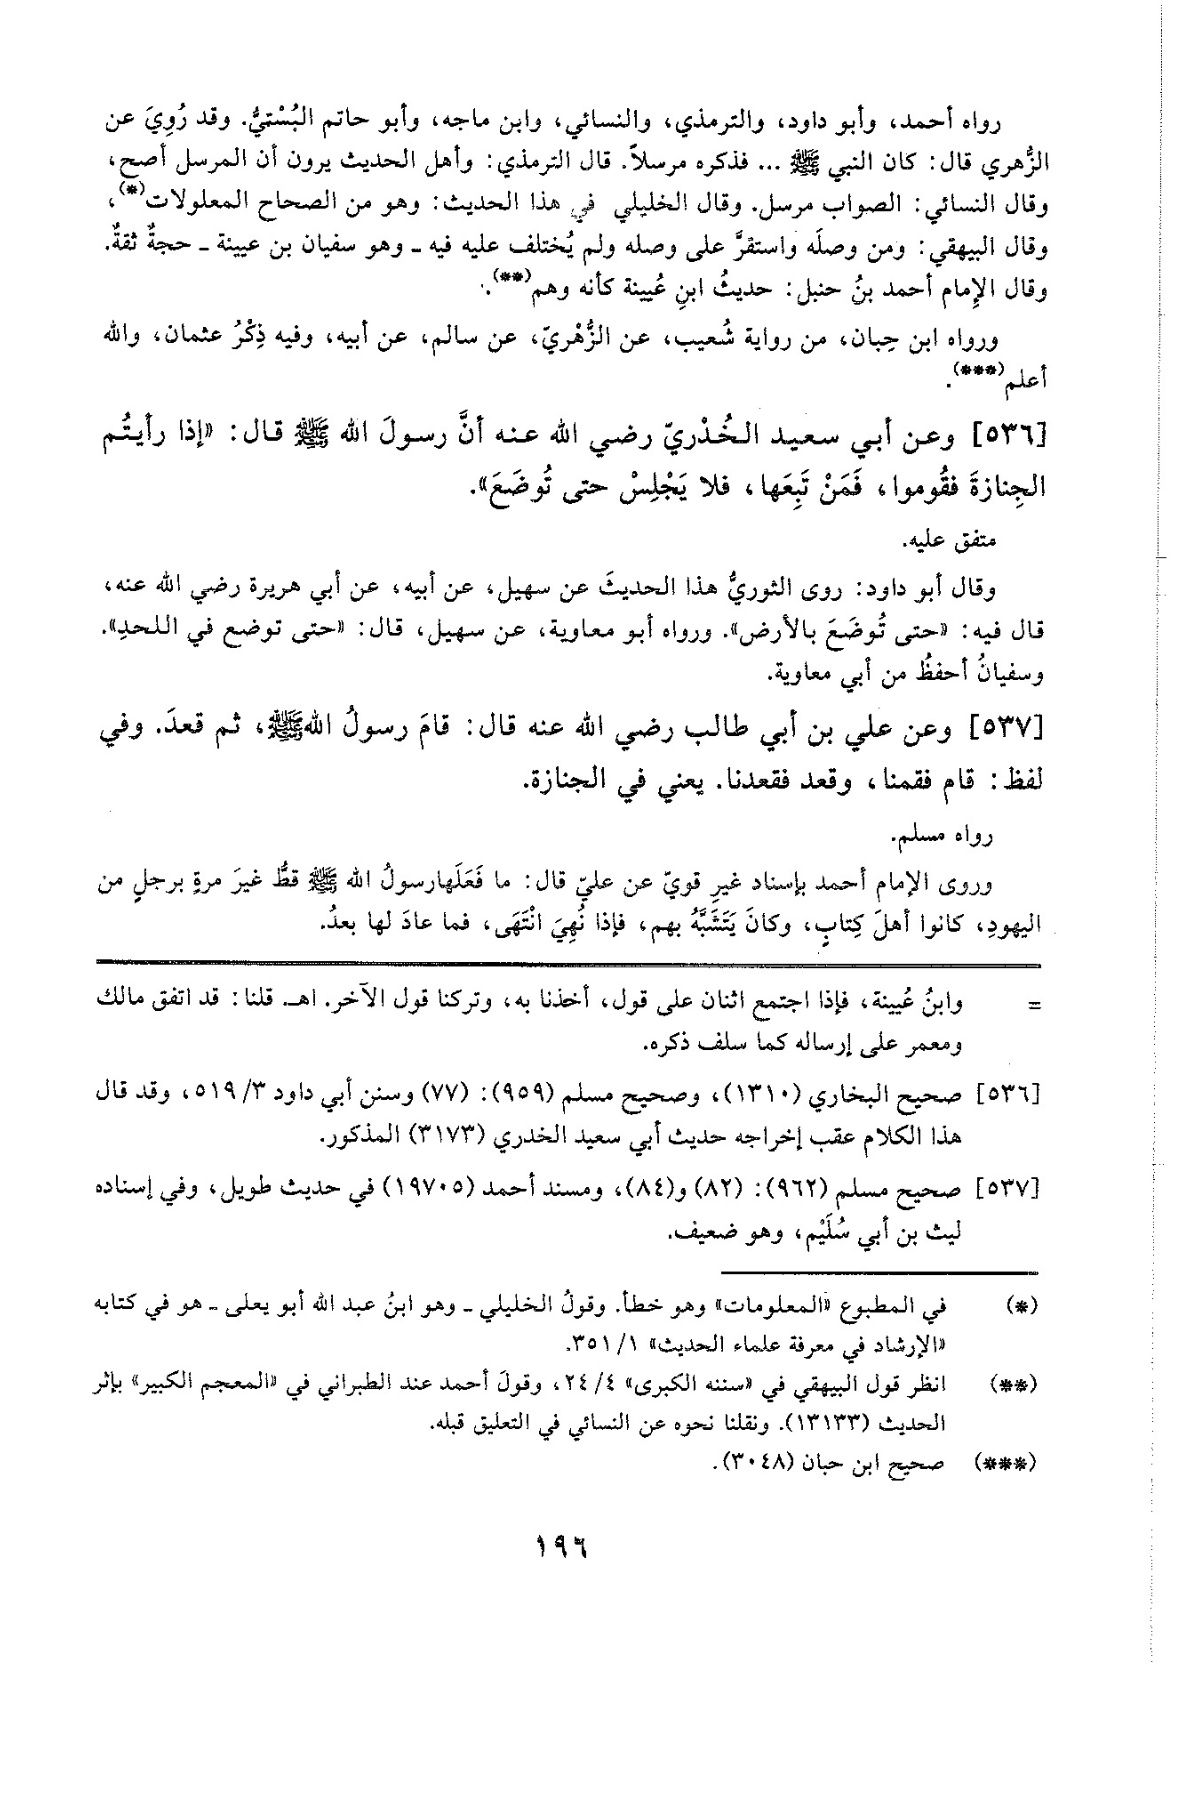 رواه أحمد، وأبو داود، والترمذي، والنسائي، وابن ماجه، وأبو حاتم البُسْتيُّ. وقد رُوِيَ عن
الزُّهري قال: كان النبي ﷺ ... فذكره مرسلاً. قال الترمذي: وأهل الحديث يرون أن المرسل أصح،
وقال النسائي: الصواب مرسل. وقال الخليلي في هذا الحديث: وهو من الصحاح المعلولات(*)،
وقال البيهقي: ومن وصلَه واستقرَّ على وصله ولم يُختلف عليه فيه ـ وهو سفيان بن عيينة ـ حجةٌ ثقةٌ.
وقال الإمام أحمد بنُ حنبل: حديثُ ابنِ عُيينة كأنه وهم(**).
ورواه ابن حِبان، من رواية شُعيب، عن الزُّهْريّ، عن سالم، عن أبيه، وفيه ذِكْرُ عثمان، والله
أعلم(***).
[٥٣٦] وعن أبي سعيد الخُدْريّ رضي الله عنه أنَّ رسولَ الله ﷺ قال: «إذا رأيتُم
الجِنازةَ فقُوموا، فَمَنْ تَبِعَها، فلا يَجْلِسْ حتى تُوضَعَ».
متفق عليه.
وقال أبو داود: روى الثوريُّ هذا الحديثَ عن سهيل، عن أبيه، عن أبي هريرة رضي الله عنه،
قال فيه: «حتى تُوضَعَ بالأرض». ورواه أبو معاوية، عن سهيل، قال: «حتى توضع في اللحدِ».
وسفيانُ أحفظُ من أبي معاوية.
[٥٣٧] وعن علي بن أبي طالب رضي الله عنه قال: قامَ رسولُ اللهﷺ، ثم قعدَ. وفي
لفظ: قام فقمنا، وقعد فقعدنا. يعني في الجنازة.
رواه مسلم.
وروى الإمام أحمد بإسناد غيرِ قويّ عن عليّ قال: ما فَعَلَهارسولُ الله ﷺ قطُّ غيرَ مرةٍ برجلٍ من
اليهودِ، كانوا أهلَ كِتابٍ، وكانَ يَتَشَبَّهُ بهم، فإذا نُهِيَ انْتَهَى، فما عادَ لها بعدُ.
= وابنُ عُيينة، فإذا اجتمع اثنان على قول، أخذنا به، وتركنا قول الآخر. اهـ. قلنا: قد اتفق مالك
ومعمر على إرساله كما سلف ذكره.
[٥٣٦] صحيح البخاري (١٣١٠)، وصحيح مسلم (٩٥٩): (٧٧) وسنن أبي داود ٣/ ٥١٩، وقد قال
هذا الكلام عقب إخراجه حديث أبي سعيد الخدري (٣١٧٣) المذكور.
[٥٣٧] صحيح مسلم (٩٦٢): (٨٢) و(٨٤)، ومسند أحمد (١٩٧٠٥) في حديث طويل، وفي إسناده
ليث بن أبي سُلَيْم، وهو ضعيف.
(*) في المطبوع «المعلومات» وهو خطأ. وقولُ الخليلي ـ وهو ابنُ عبد الله أبو يعلى ـ هو في كتابه
«الإرشاد في معرفة علماء الحديث» ١/ ٣٥١.
(**) انظر قول البيهقي في «سننه الكبرى» ٤/ ٢٤، وقولَ أحمد عند الطبراني في «المعجم الكبير» بإثر
الحديث (١٣١٣٣). ونقلنا نحوه عن النسائي في التعليق قبله.
(***) صحيح ابن حبان (٣٠٤٨).
١٩٦